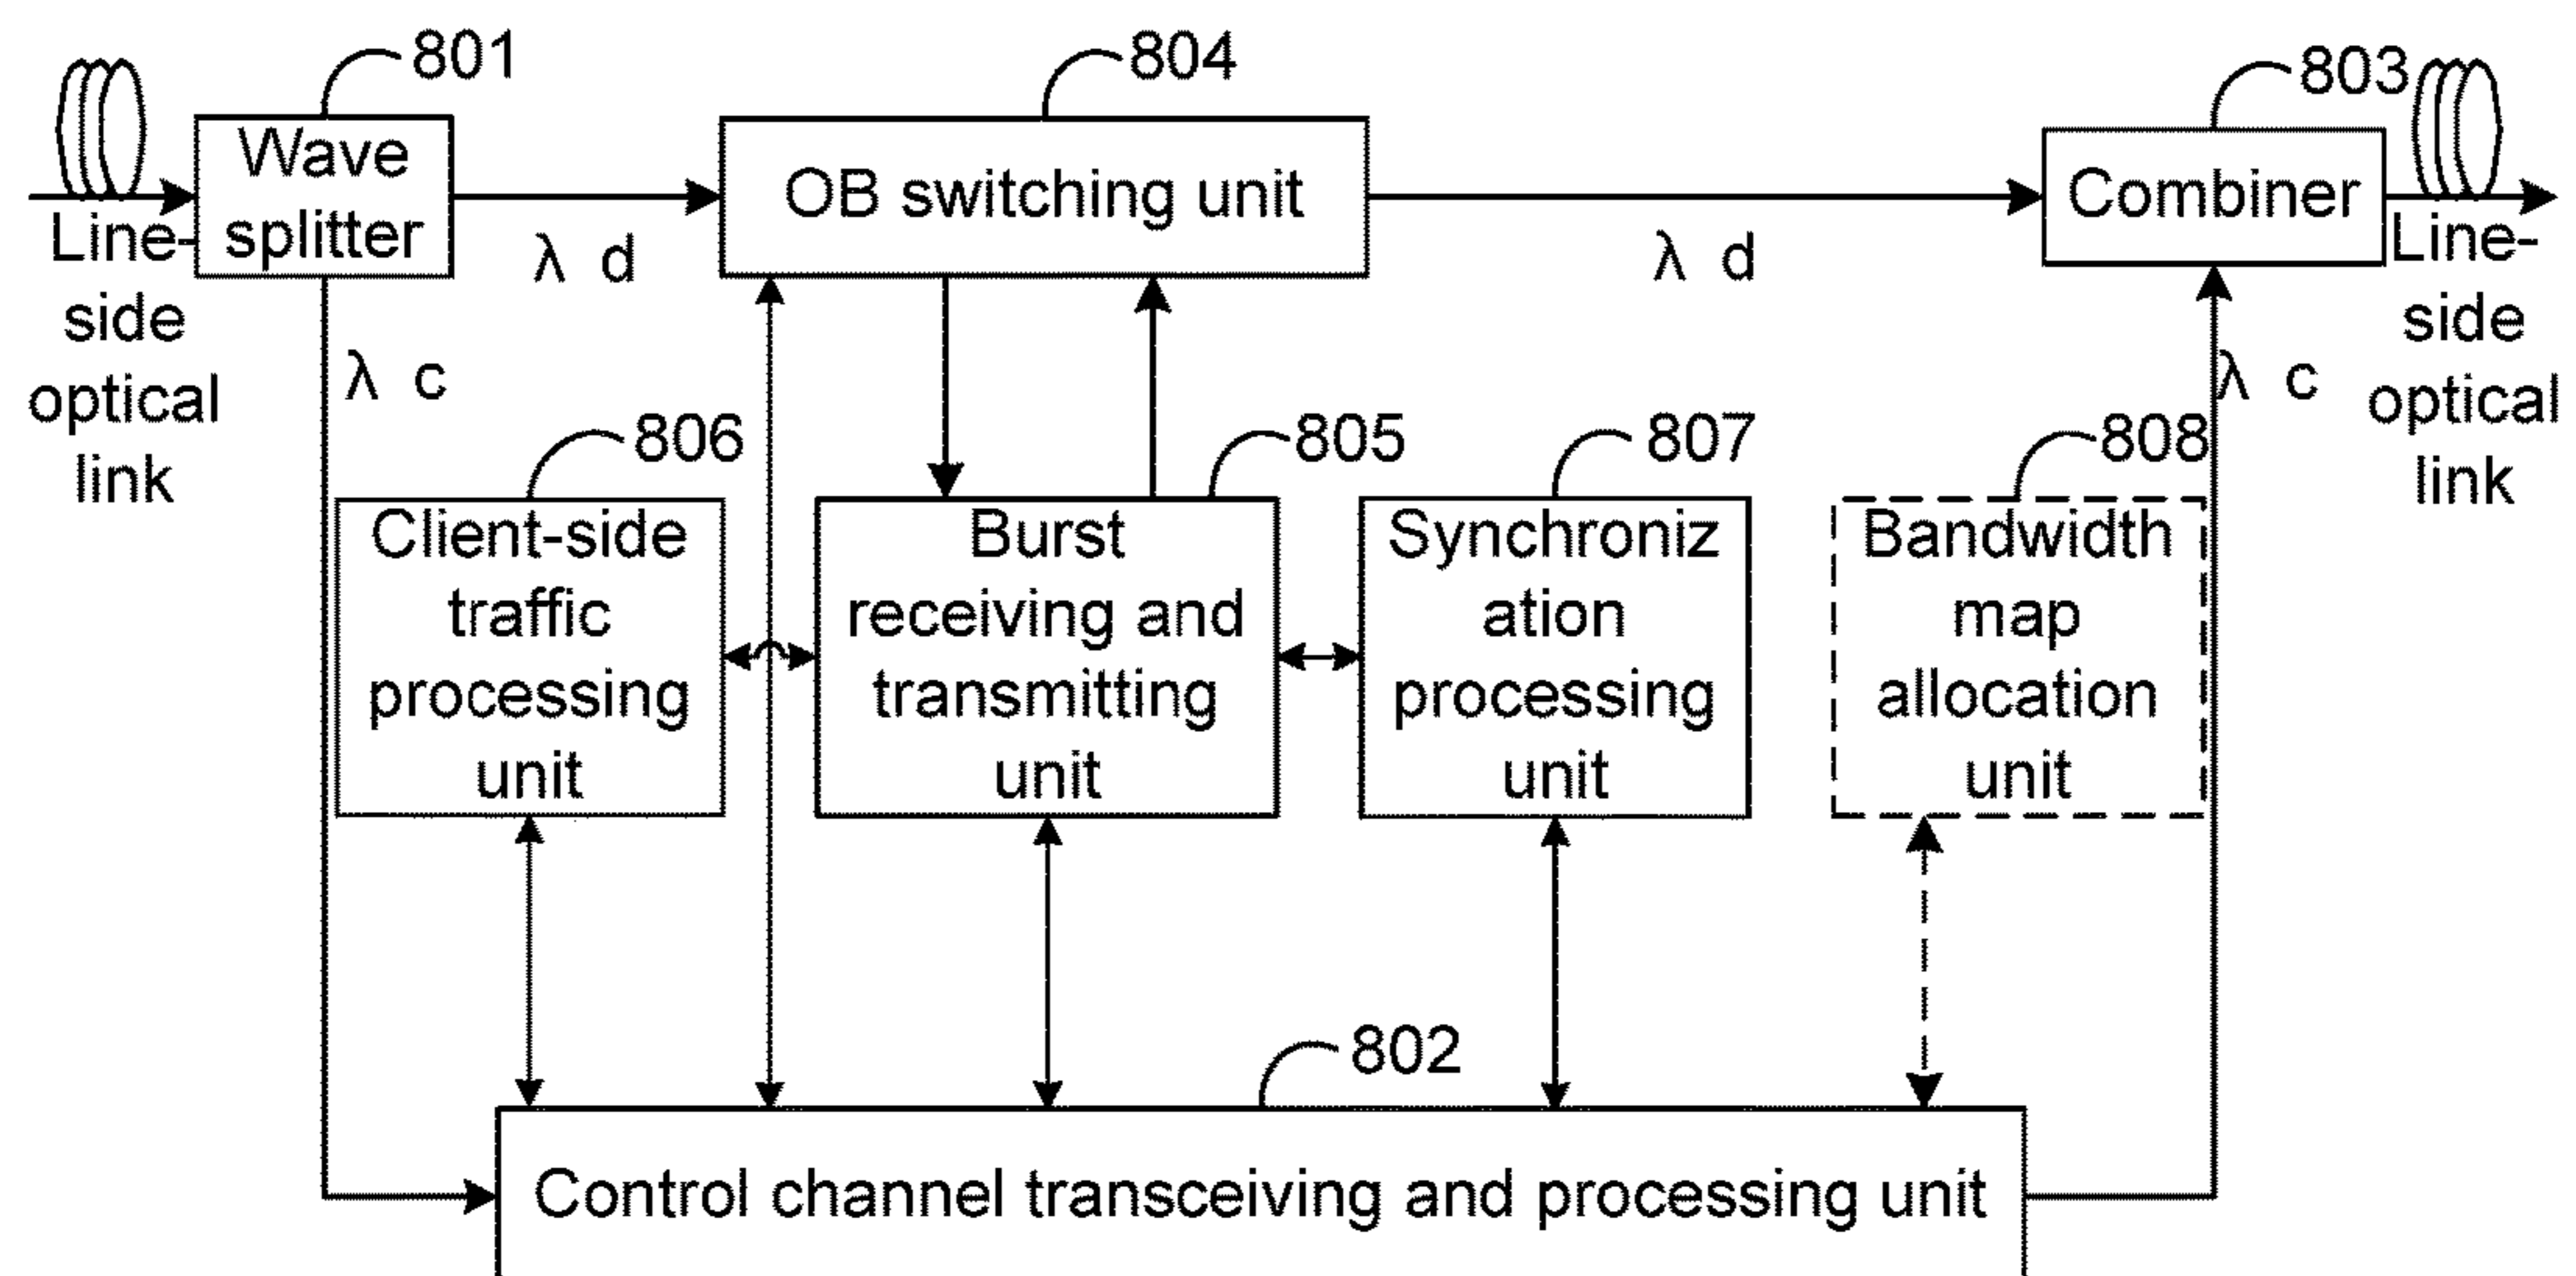 801
804
803
Wave
splitter
OB switching unit
Combiner
Line-
side
optical
link
λ d
λ d
Line-
side
optical
link
λ c
λ c
806
805
807
808
Client-side
traffic
processing
unit
Burst
receiving and
transmitting
unit
Synchroniz
ation
processing
unit
Bandwidth
map
allocation
unit
802
Control channel transceiving and processing unit